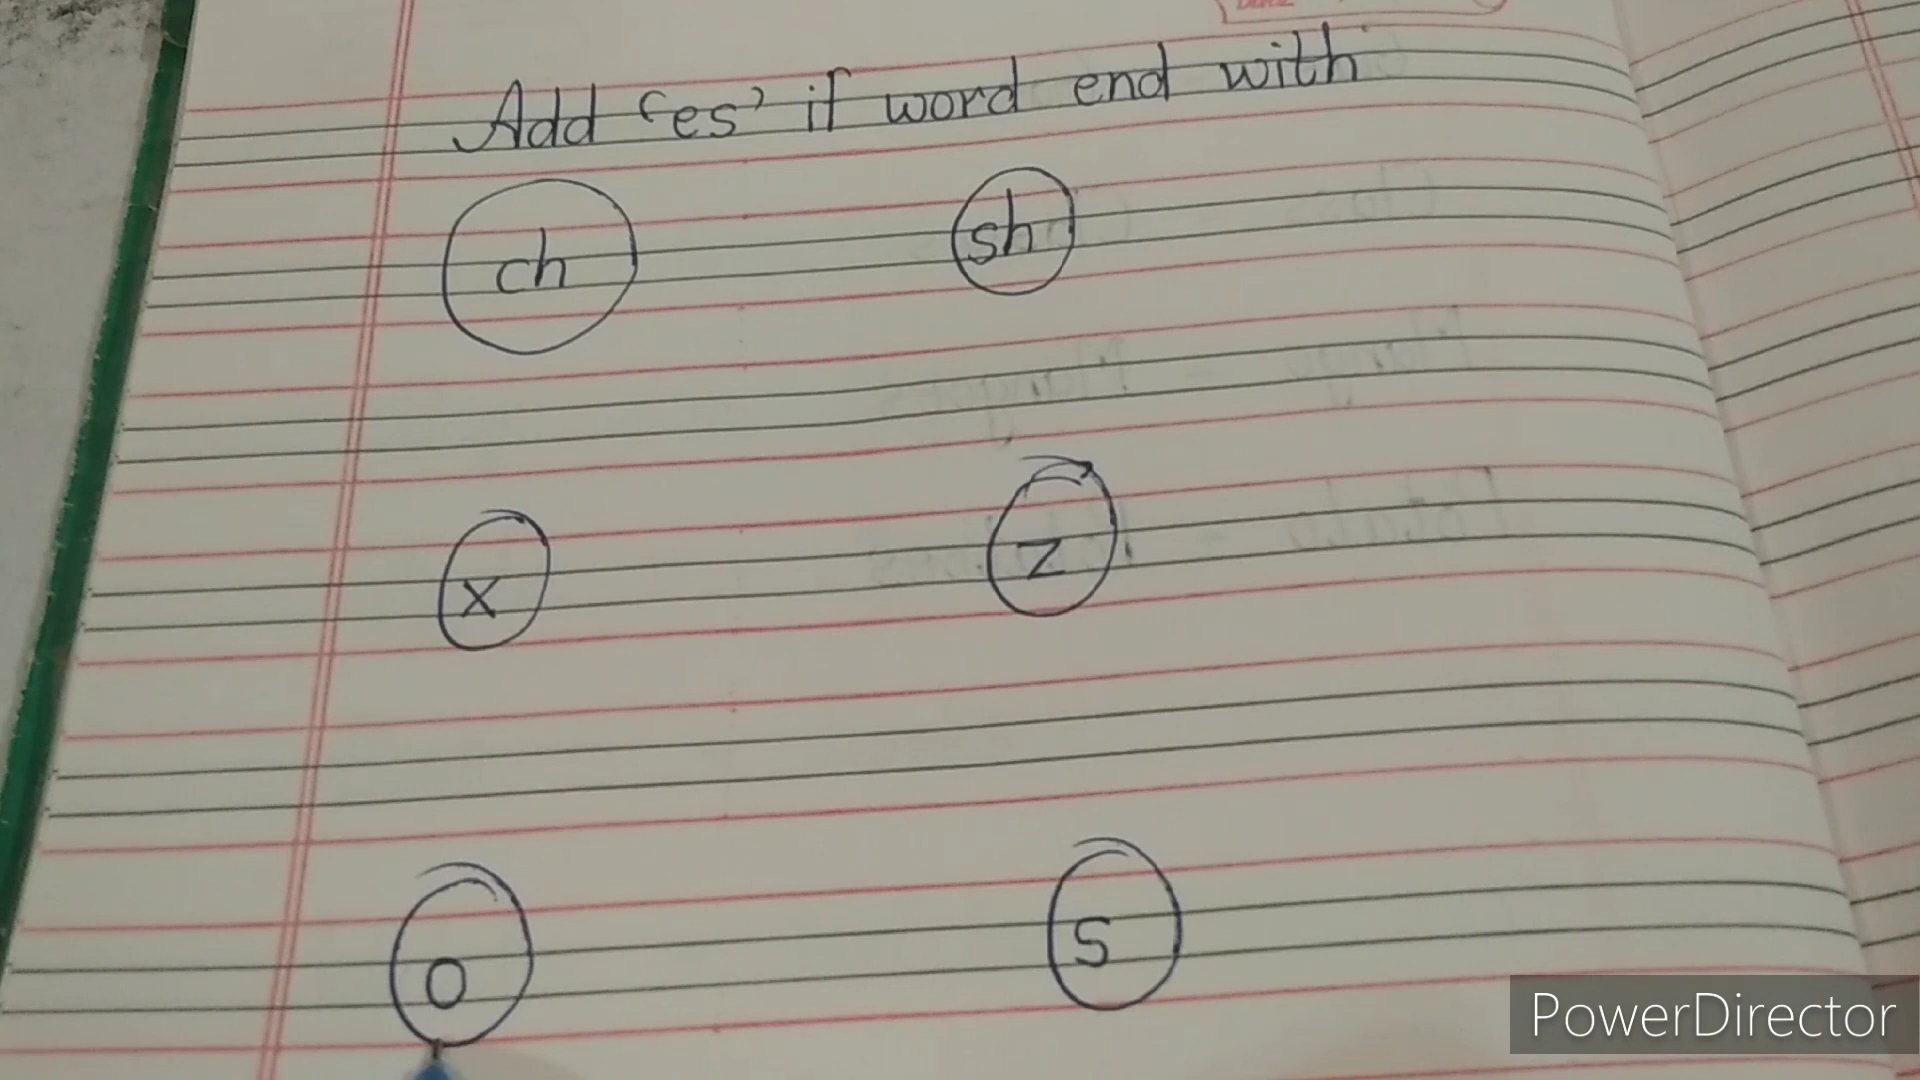 Add 'es' if word end with
ch sh
x z
o s
PowerDirector